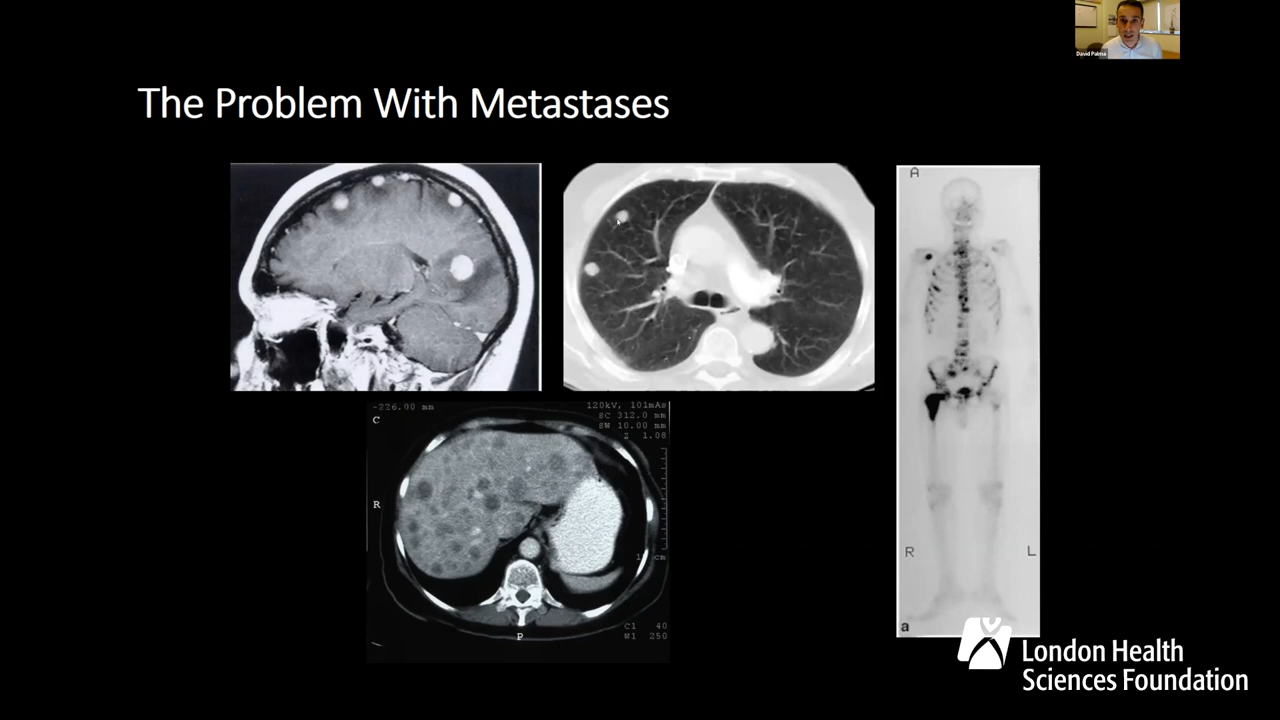 David Palma
The Problem With Metastases
A
R
L
a
-226.00 mm
C
120kV, 101mAs
SC 312.0 mm
SW 10.00 mm
Z 1.08
R
cm
P
C1 40
W1 250
London Health
Sciences Foundation